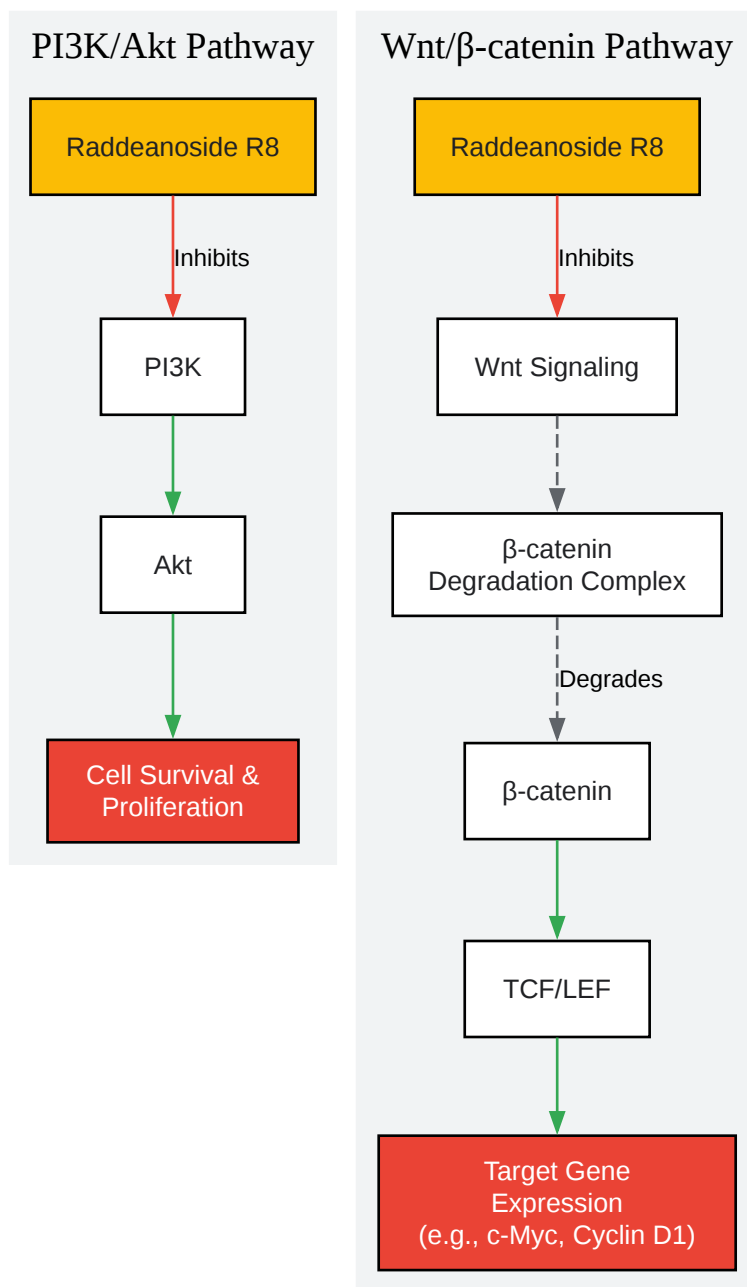 PI3K/Akt Pathway
Raddeanoside R8
Inhibits
PI3K
Akt
Cell Survival &
Proliferation
Wnt/β-catenin Pathway
Raddeanoside R8
Inhibits
Wnt Signaling
β-catenin
Degradation Complex
Degrades
β-catenin
TCF/LEF
Target Gene
Expression
(e.g., c-Myc, Cyclin D1)